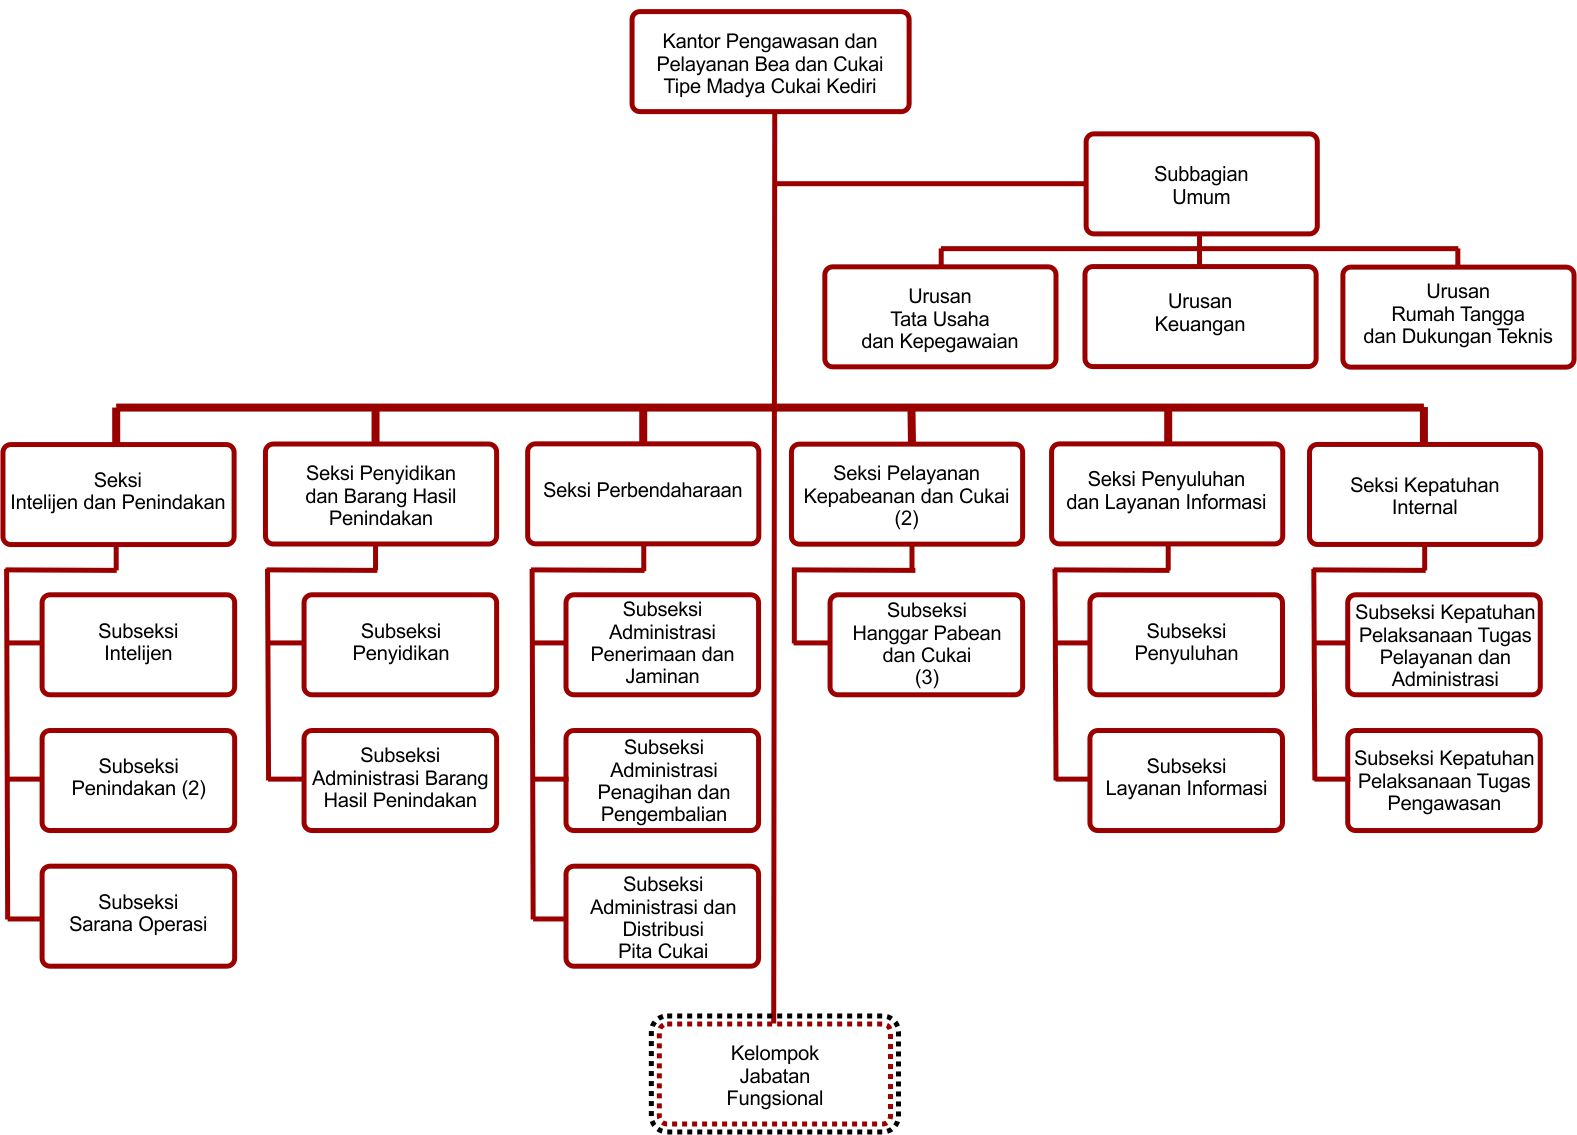 Kantor Pengawasan dan
Pelayanan Bea dan Cukai
Tipe Madya Cukai Kediri
Subbagian
Umum
Urusan
Tata Usaha
dan Kepegawaian
Urusan
Keuangan
Urusan
Rumah Tangga
dan Dukungan Teknis
Seksi
Intelijen dan Penindakan
Seksi Penyidikan
dan Barang Hasil
Penindakan
Seksi Perbendaharaan
Seksi Pelayanan
Kepabeanan dan Cukai
(2)
Seksi Penyuluhan
dan Layanan Informasi
Seksi Kepatuhan
Internal
Subseksi
Intelijen
Subseksi
Penyidikan
Subseksi
Administrasi
Penerimaan dan
Jaminan
Subseksi
Hanggar Pabean
dan Cukai
(3)
Subseksi
Penyuluhan
Subseksi Kepatuhan
Pelaksanaan Tugas
Pelayanan dan
Administrasi
Subseksi
Penindakan (2)
Subseksi
Administrasi Barang
Hasil Penindakan
Subseksi
Administrasi
Penagihan dan
Pengembalian
Subseksi
Layanan Informasi
Subseksi Kepatuhan
Pelaksanaan Tugas
Pengawasan
Subseksi
Sarana Operasi
Subseksi
Administrasi dan
Distribusi
Pita Cukai
Kelompok
Jabatan
Fungsional